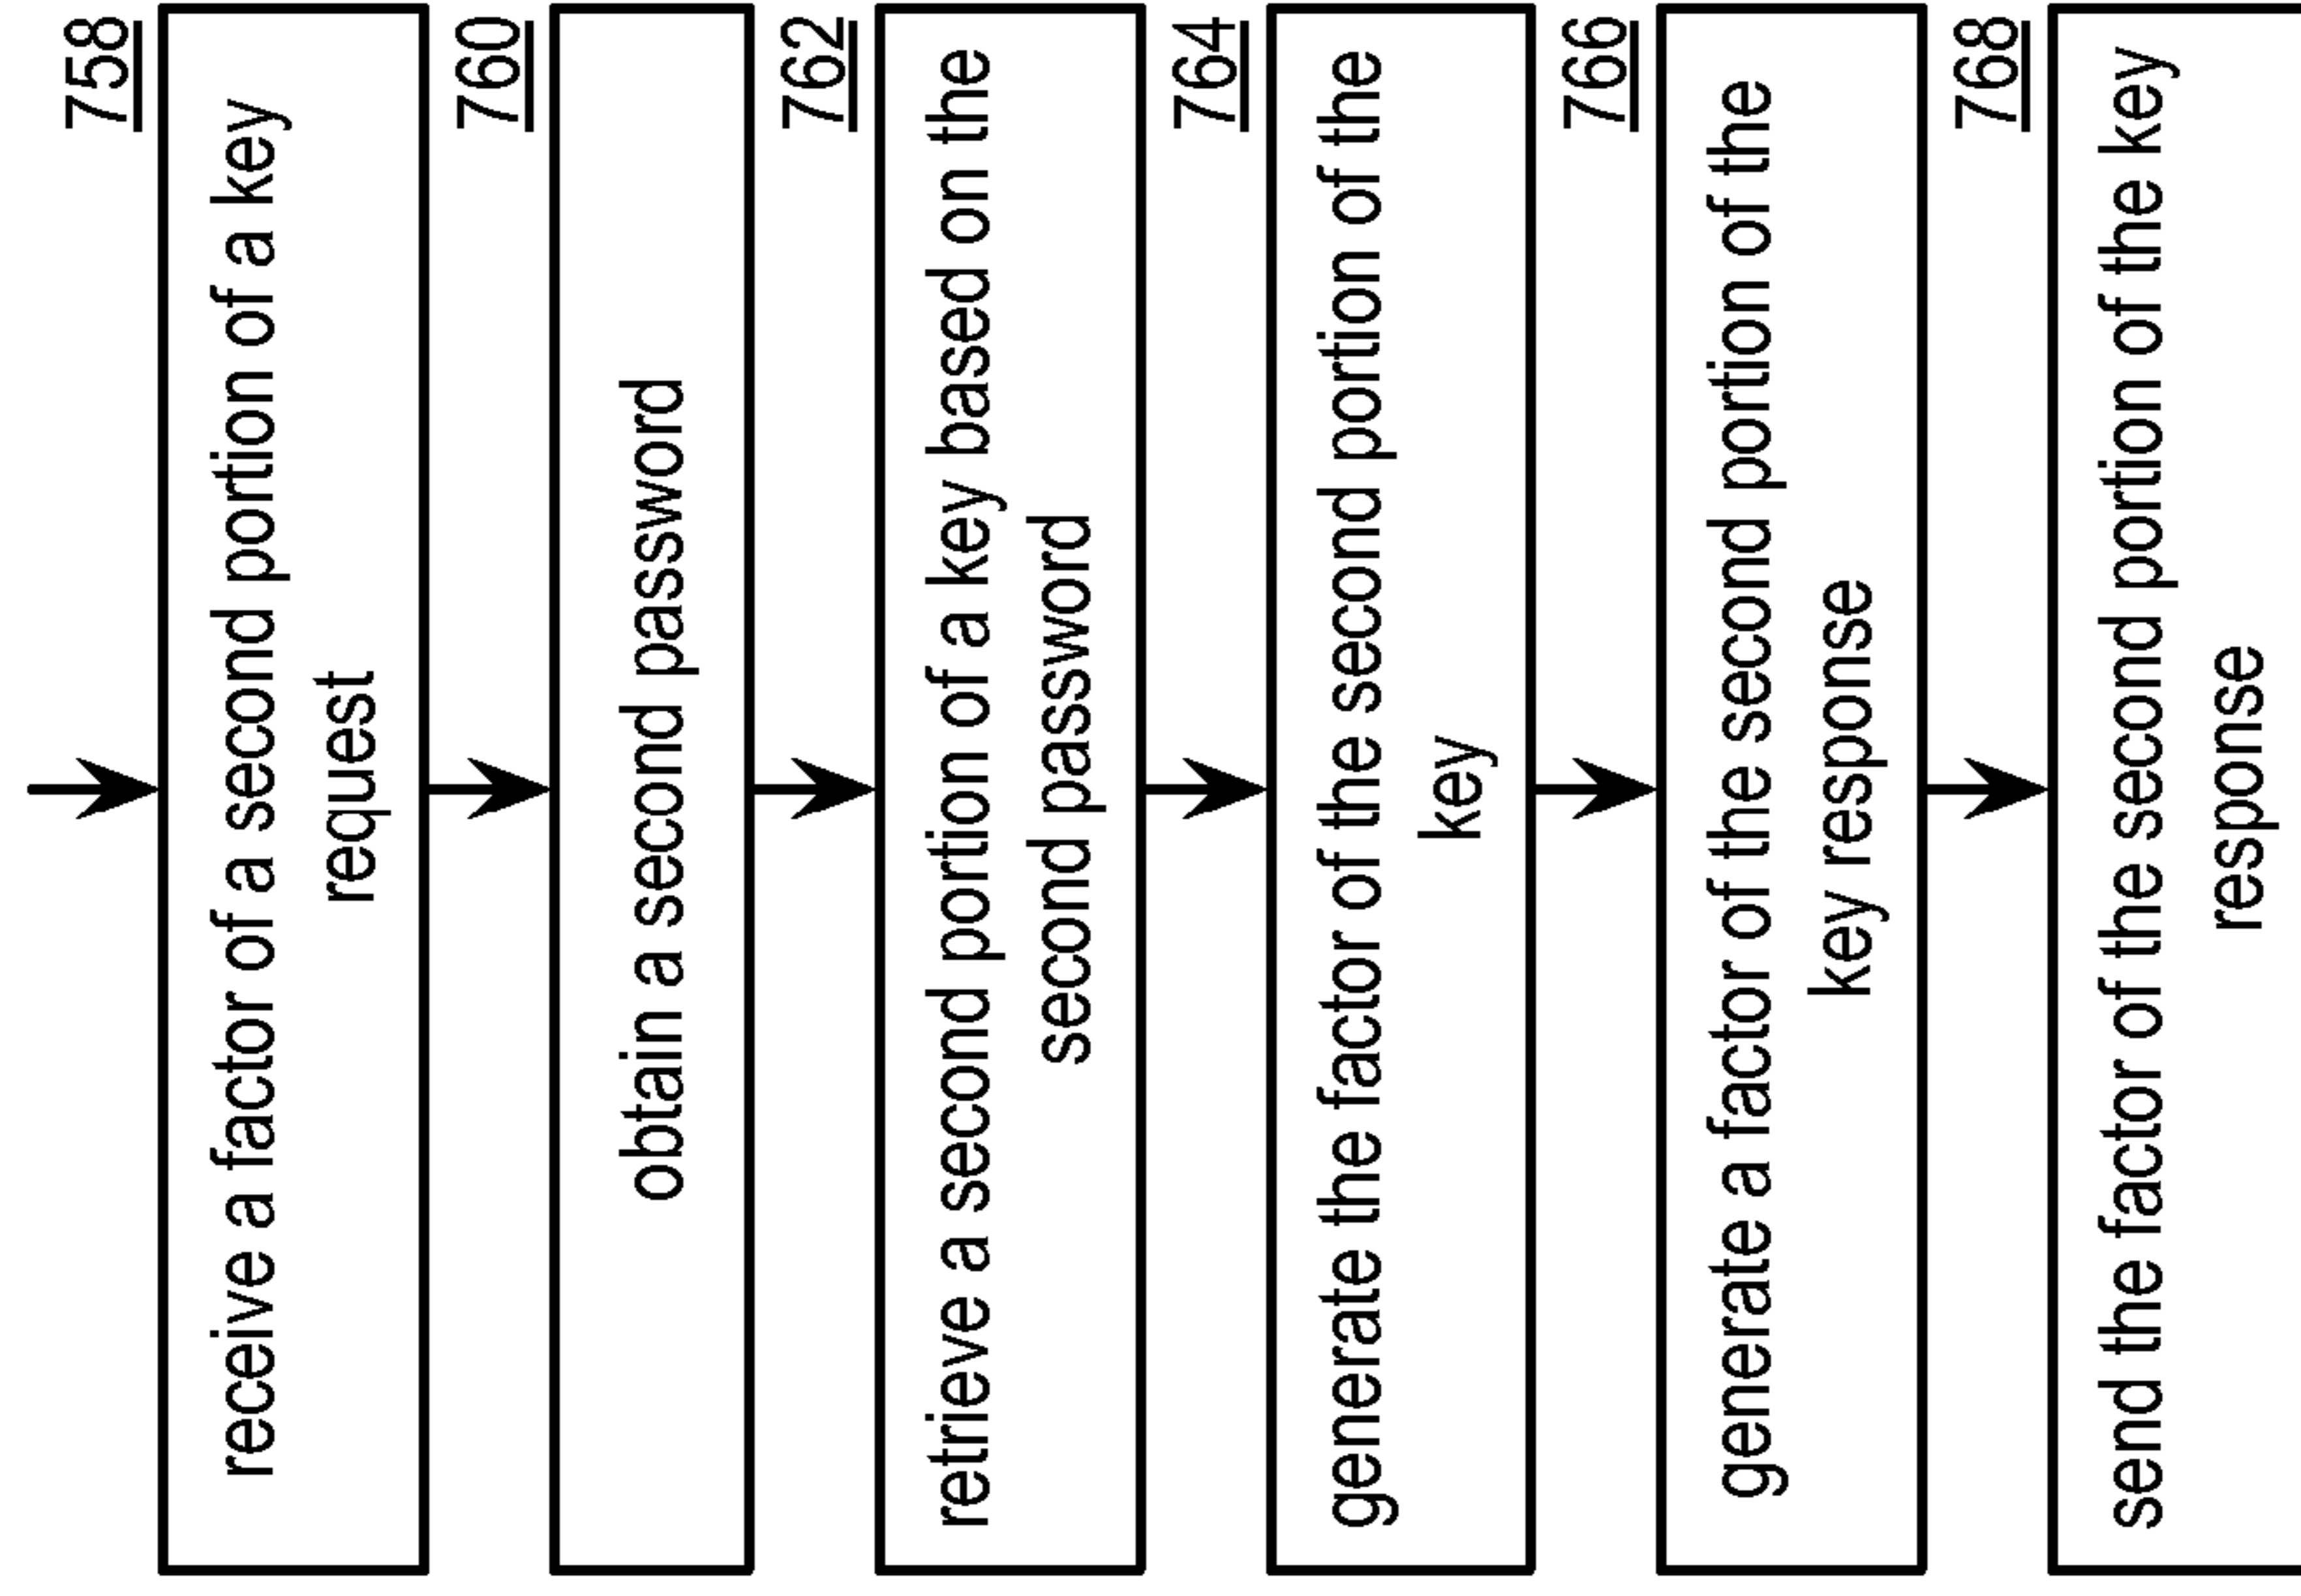 758
receive a factor of a second portion of a key
request
760
obtain a second password
762
retrieve a second portion of a key based on the
second password
764
generate the factor of the second portion of the
key
766
generate a factor of the second portion of the
key response
768
send the factor of the second portion of the key
response